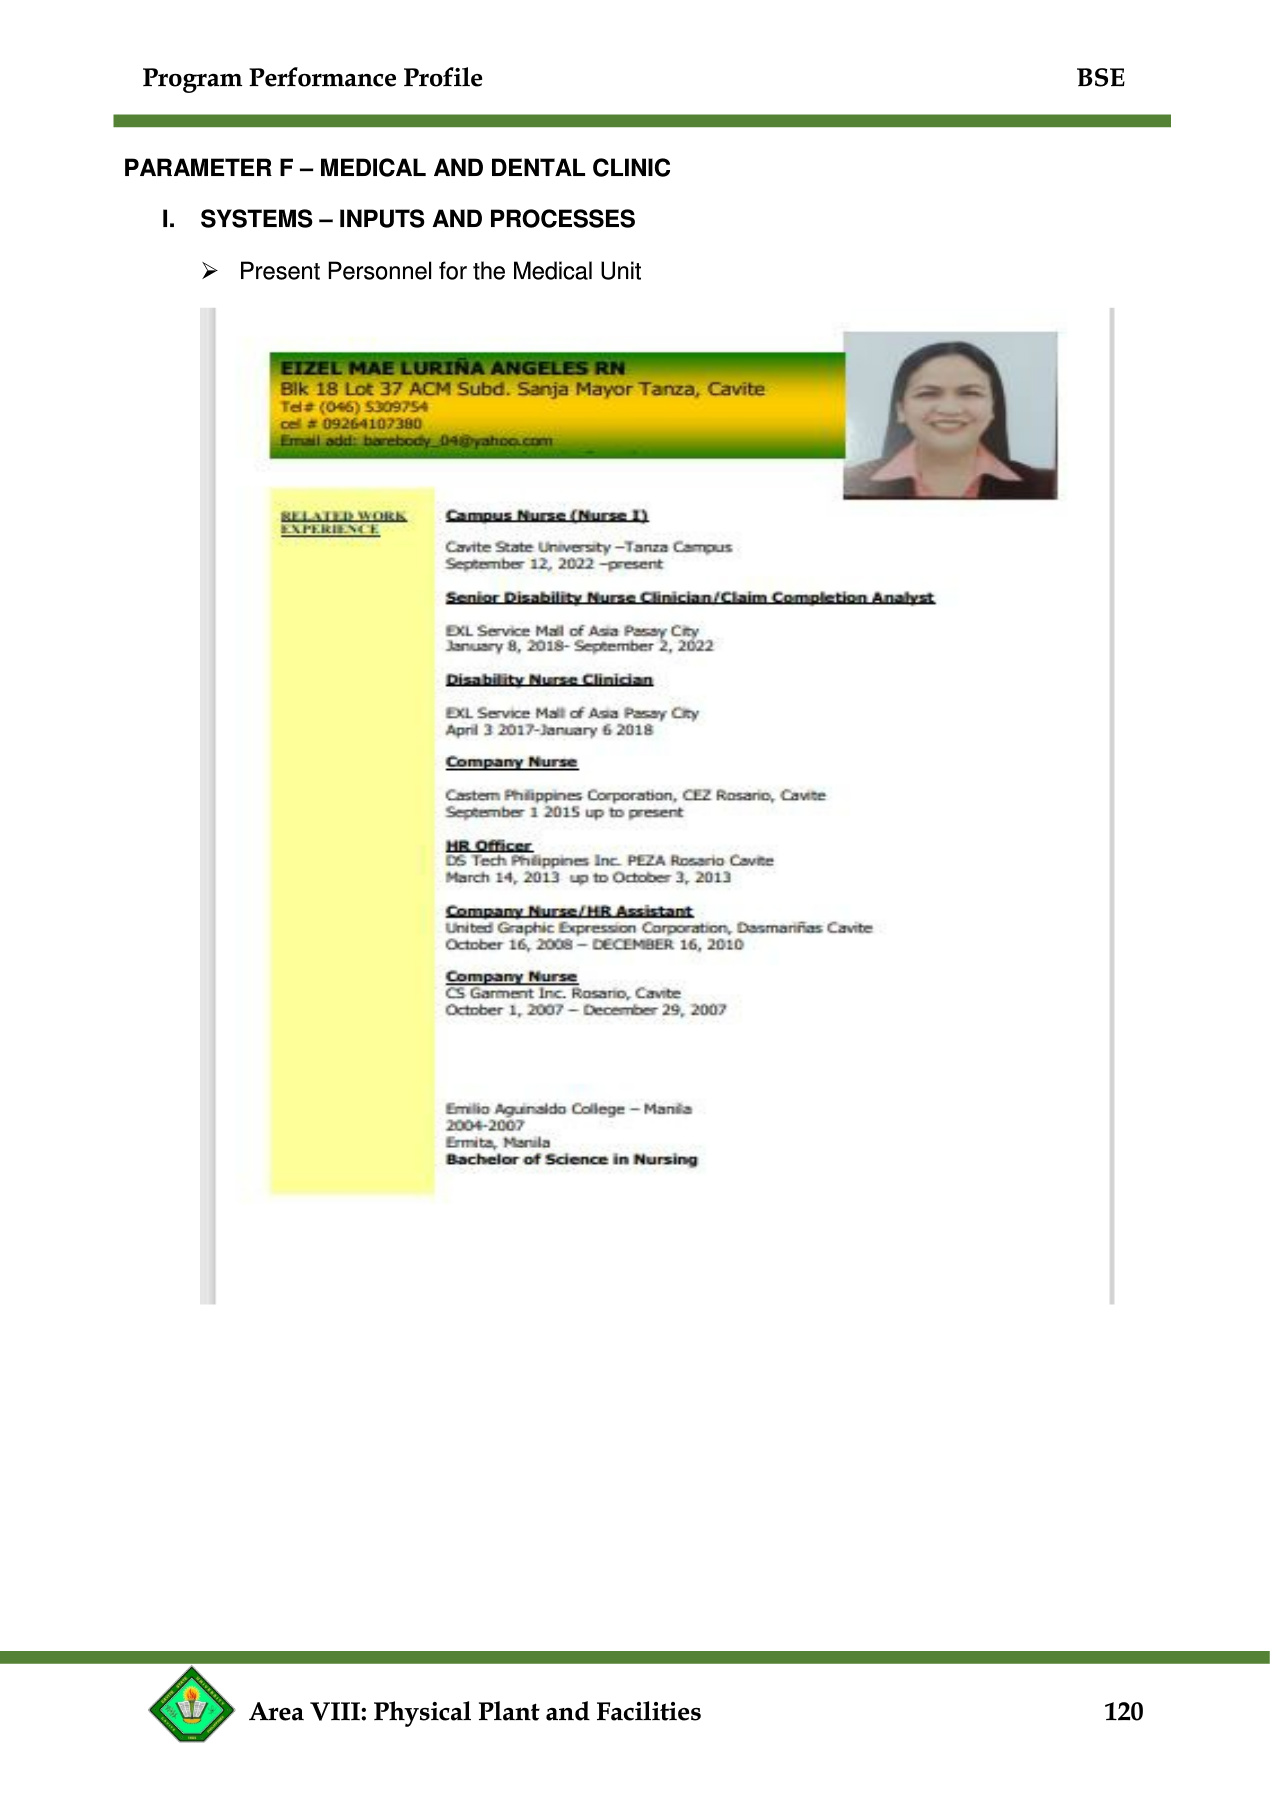 Program Performance Profile BSE
PARAMETER F – MEDICAL AND DENTAL CLINIC
I. SYSTEMS – INPUTS AND PROCESSES
➢ Present Personnel for the Medical Unit
EIZEL MAE LURIÑA ANGELES RN
Blk 18 Lot 37 ACM Subd. Sanja Mayor Tanza, Cavite
Tel# (046) 5309754
cel # 09264107380
Email add: barebody_04@yahoo.com
RELATED WORK
EXPERIENCE
Campus Nurse (Nurse I)
Cavite State University –Tanza Campus
September 12, 2022 –present
Senior Disability Nurse Clinician/Claim Completion Analyst
EXL Service Mall of Asia Pasay City
January 8, 2018- September 2, 2022
Disability Nurse Clinician
EXL Service Mall of Asia Pasay City
April 3 2017-January 6 2018
Company Nurse
Castem Philippines Corporation, CEZ Rosario, Cavite
September 1 2015 up to present
HR Officer
DS Tech Philippines Inc. PEZA Rosario Cavite
March 14, 2013 up to October 3, 2013
Company Nurse/HR Assistant
United Graphic Expression Corporation, Dasmariñas Cavite
October 16, 2008 – DECEMBER 16, 2010
Company Nurse
CS Garment Inc. Rosario, Cavite
October 1, 2007 – December 29, 2007
Emilio Aguinaldo College – Manila
2004-2007
Ermita, Manila
Bachelor of Science in Nursing
Area VIII: Physical Plant and Facilities 120